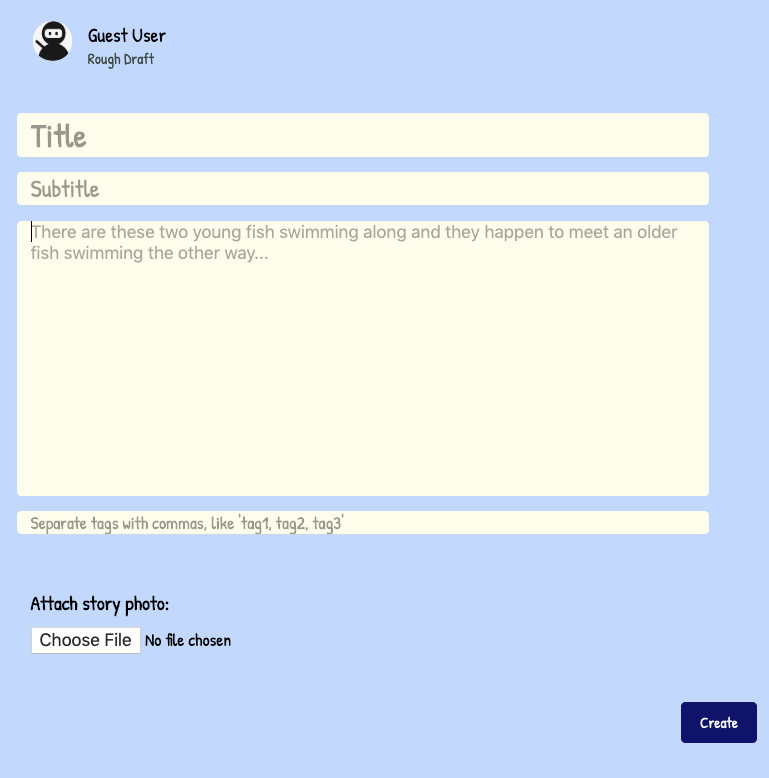 Guest User
Rough Draft
Title
Subtitle
There are these two young fish swimming along and they happen to meet an older
fish swimming the other way...
Separate tags with commas, like 'tag1, tag2, tag3'
Attach story photo:
Choose File No file chosen
Create